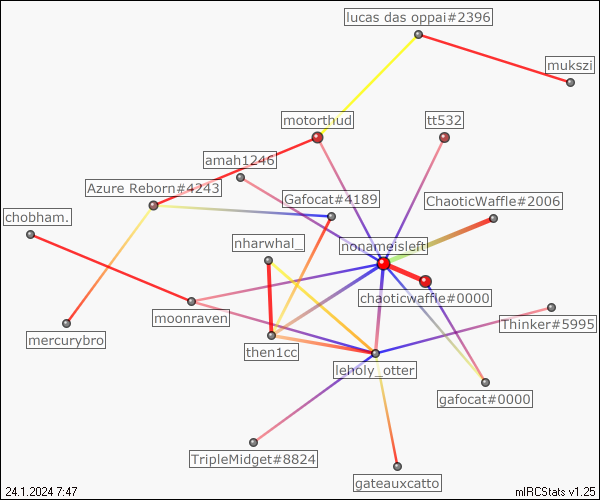 lucas das oppai#2396
mukszi
motorthud
tt532
amah1246
Azure Reborn#4243
Gafocat#4189
ChaoticWaffle#2006
chobham.
nharwhal_
nonameisleft
chaoticwaffle#0000
moonraven
Thinker#5995
mercurybro
then1cc
leholy_otter
gafocat#0000
TripleMidget#8824
gateauxcatto
24.1.2024 7:47
mIRCStats v1.25